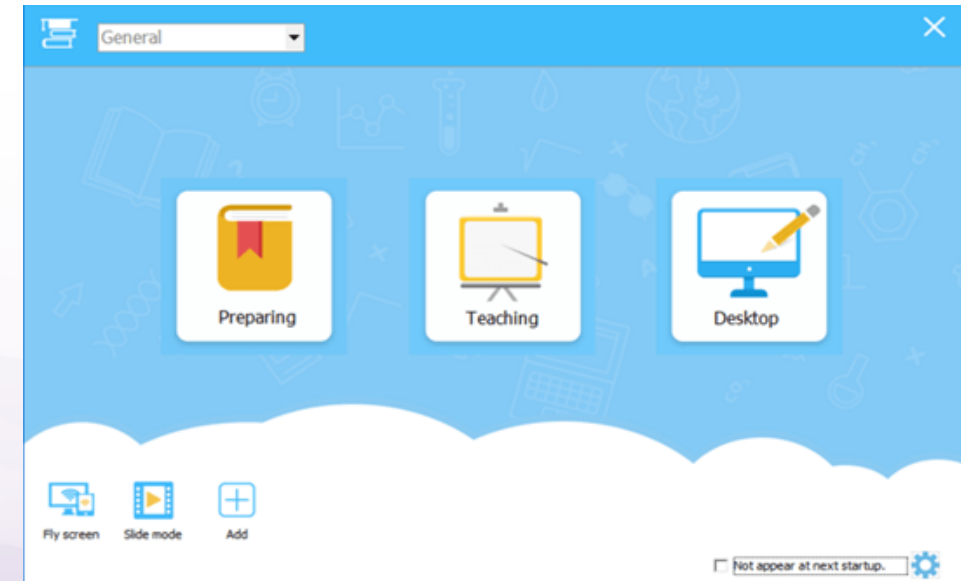 General
Preparing
Teaching
Desktop
Fly screen
Slide mode
Add
Not appear at next startup.